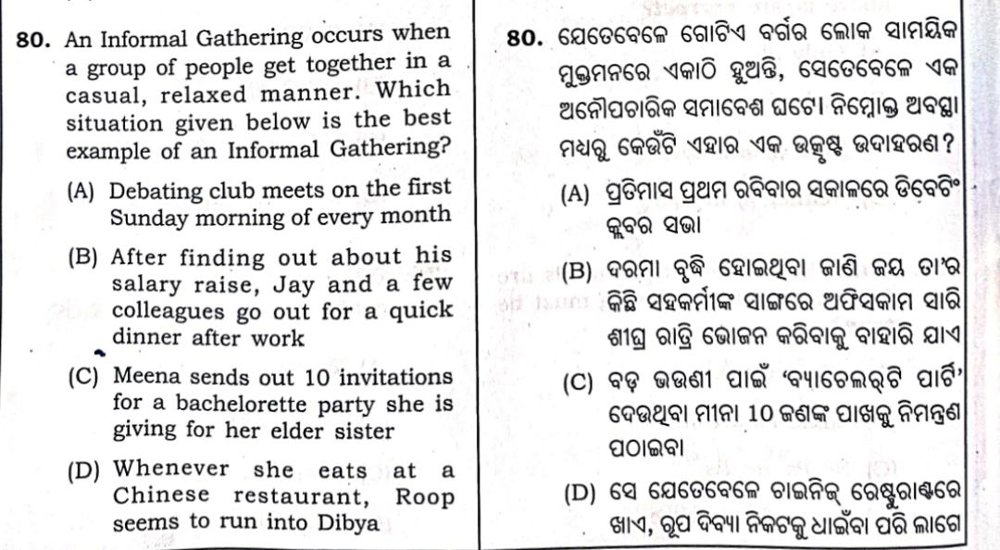 80. An Informal Gathering occurs when
a group of people get together in a
casual, relaxed manner. Which
situation given below is the best
example of an Informal Gathering?
(A) Debating club meets on the first
Sunday morning of every month
(B) After finding out about his
salary raise, Jay and a few
colleagues go out for a quick
dinner after work
(C) Meena sends out 10 invitations
for a bachelorette party she is
giving for her elder sister
(D) Whenever she eats at a
Chinese restaurant, Roop
seems to run into Dibya
80. ଯେତେବେଳେ ଗୋଟିଏ ବର୍ଗର ଲୋକ ସାମୟିକ
ମୁକ୍ତମନରେ ଏକାଠି ହୁଅନ୍ତି, ସେତେବେଳେ ଏକ
ଅନୌପଚାରିକ ସମାବେଶ ଘଟେ। ନିମ୍ନୋକ୍ତ ଅବସ୍ଥା
ମଧ୍ୟରୁ କେଉଁଟି ଏହାର ଏକ ଉତ୍କୃଷ୍ଟ ଉଦାହରଣ ?
(A) ପ୍ରତିମାସ ପ୍ରଥମ ରବିବାର ସକାଳରେ ଡିବେଟିଂ
କ୍ଲବର ସଭା
(B) ଦରମା ବୃଦ୍ଧି ହୋଇଥିବା ଜାଣି ଜୟ ତା'ର
କିଛି ସହକର୍ମୀଙ୍କ ସାଙ୍ଗରେ ଅଫିସକାମ ସାରି
ଶୀଘ୍ର ରାତ୍ରି ଭୋଜନ କରିବାକୁ ବାହାରି ଯାଏ
(C) ବଡ଼ ଭଉଣୀ ପାଇଁ 'ବ୍ୟାଚେଲର୍‌ଟି ପାର୍ଟି'
ଦେଉଥିବା ମୀନା 10 ଜଣଙ୍କ ପାଖକୁ ନିମନ୍ତ୍ରଣ
ପଠାଇବା
(D) ସେ ଯେତେବେଳେ ଚାଇନିଜ୍ ରେଷ୍ଟୁରାଣ୍ଟରେ
ଖାଏ, ରୂପ ଦିବ୍ୟା ନିକଟକୁ ଧାଇଁବା ପରି ଲାଗେ